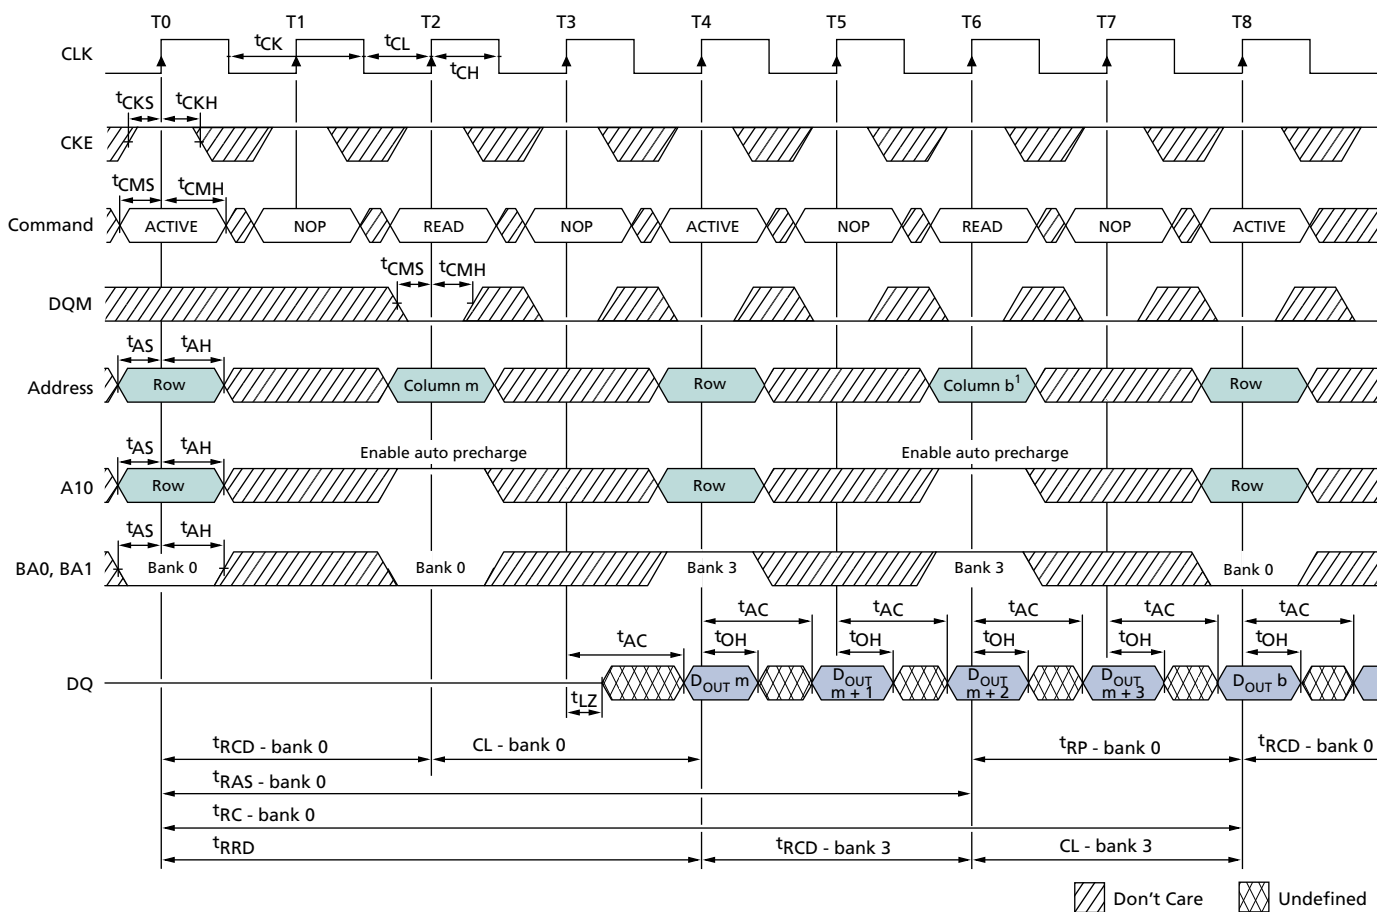 T0 T1 T2 T3 T4 T5 T6 T7 T8
CLK tCK tCL tCH
tCKS tCKH
CKE
tCMS tCMH
Command ACTIVE NOP READ NOP ACTIVE NOP READ NOP ACTIVE
tCMS tCMH
DQM
tAS tAH
Address Row Column m Row Column b1 Row
tAS tAH Enable auto precharge Enable auto precharge
A10 Row Row Row
tAS tAH
BA0, BA1 Bank 0 Bank 0 Bank 3 Bank 3 Bank 0
tAC tAC tAC tAC tAC tAC
tOH tOH tOH tOH tOH
DQ DOUT m DOUT m + 1 DOUT m + 2 DOUT m + 3 DOUT b
tLZ
tRCD - bank 0 CL - bank 0 tRP - bank 0 tRCD - bank 0
tRAS - bank 0
tRC - bank 0
tRRD tRCD - bank 3 CL - bank 3
Don't Care Undefined